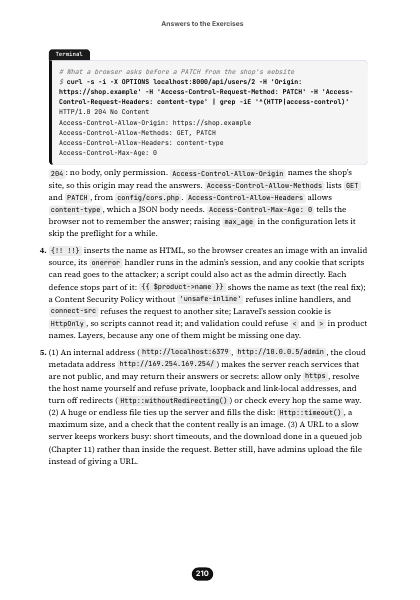 Answers to the Exercises
Terminal
# What a browser asks before a PATCH from the shop's website
$ curl -s -i -X OPTIONS localhost:8000/api/users/2 -H 'Origin:
https://shop.example' -H 'Access-Control-Request-Method: PATCH' -H 'Access-
Control-Request-Headers: content-type' | grep -iE '^(HTTP|access-control)'
HTTP/1.0 204 No Content
Access-Control-Allow-Origin: https://shop.example
Access-Control-Allow-Methods: GET, PATCH
Access-Control-Allow-Headers: content-type
Access-Control-Max-Age: 0
204: no body, only permission. Access-Control-Allow-Origin names the shop's
site, so this origin may read the answers. Access-Control-Allow-Methods lists GET
and PATCH, from config/cors.php. Access-Control-Allow-Headers allows
content-type, which a JSON body needs. Access-Control-Max-Age: 0 tells the
browser not to remember the answer; raising max_age in the configuration lets it
skip the preflight for a while.
4. {!! !!} inserts the name as HTML, so the browser creates an image with an invalid
source, its onerror handler runs in the admin's session, and any cookie that scripts
can read goes to the attacker; a script could also act as the admin directly. Each
defence stops part of it: {{ $product->name }} shows the name as text (the real fix);
a Content Security Policy without 'unsafe-inline' refuses inline handlers, and
connect-src refuses the request to another site; Laravel's session cookie is
HttpOnly, so scripts cannot read it; and validation could refuse < and > in product
names. Layers, because any one of them might be missing one day.
5. (1) An internal address (http://localhost:6379, http://10.0.0.5/admin, the cloud
metadata address http://169.254.169.254/) makes the server reach services that
are not public, and may return their answers or secrets: allow only https, resolve
the host name yourself and refuse private, loopback and link-local addresses, and
turn off redirects (Http::withoutRedirecting()) or check every hop the same way.
(2) A huge or endless file ties up the server and fills the disk: Http::timeout(), a
maximum size, and a check that the content really is an image. (3) A URL to a slow
server keeps workers busy: short timeouts, and the download done in a queued job
(Chapter 11) rather than inside the request. Better still, have admins upload the file
instead of giving a URL.
210